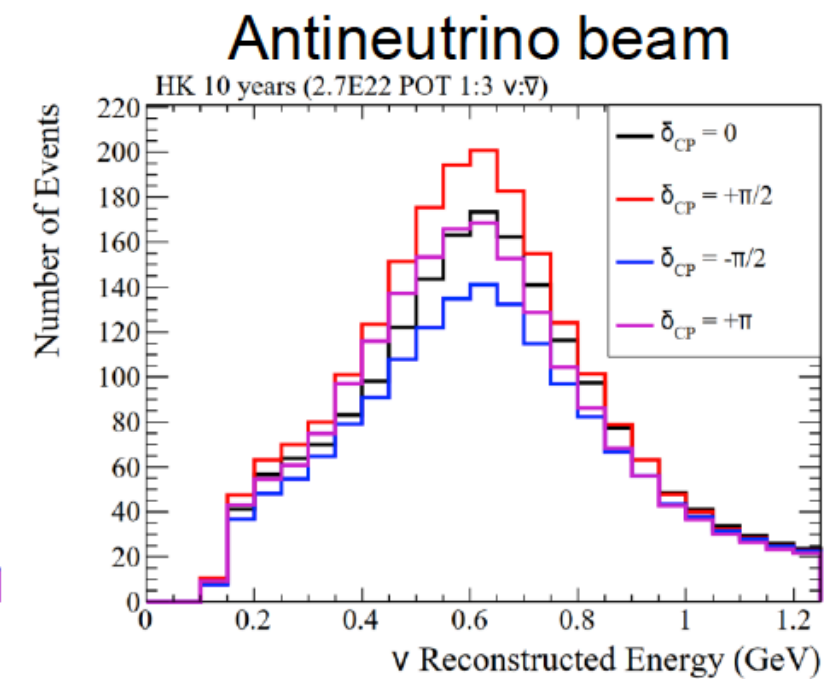 Antineutrino beam
HK 10 years (2.7E22 POT 1:3 ν:ν̅)
Number of Events
220
200
180
160
140
120
100
80
60
40
20
0
δCP = 0
δCP = +π/2
δCP = -π/2
δCP = +π
0 0.2 0.4 0.6 0.8 1 1.2
ν Reconstructed Energy (GeV)